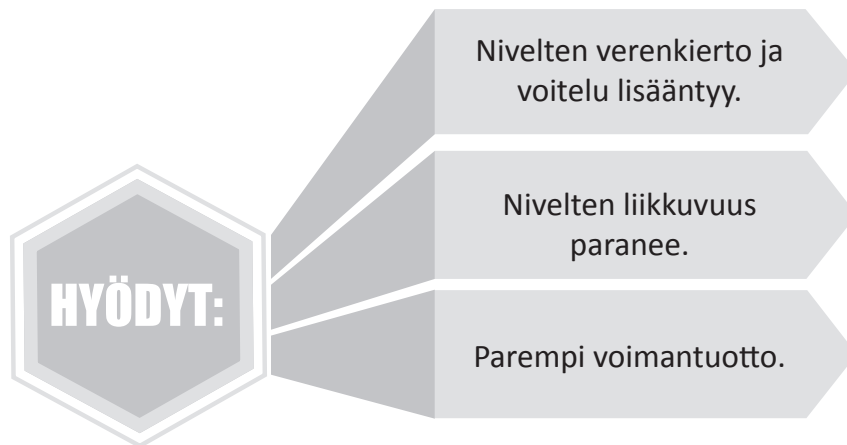 HYÖDYT:
Nivelten verenkierto ja
voitelu lisääntyy.
Nivelten liikkuvuus
paranee.
Parempi voimantuotto.